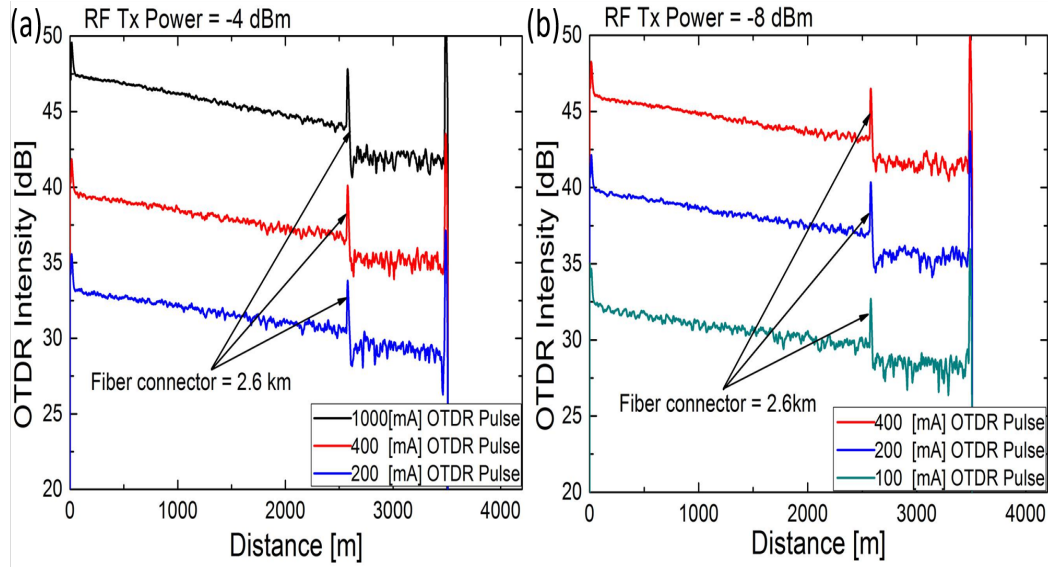 (a) RF Tx Power = -4 dBm
50
45
40
35
30
25
20
OTDR Intensity [dB]
Fiber connector = 2.6 km
1000[mA] OTDR Pulse
400 [mA] OTDR Pulse
200 [mA] OTDR Pulse
0 1000 2000 3000 4000
Distance [m]
(b) RF Tx Power = -8 dBm
50
45
40
35
30
25
20
OTDR Intensity [dB]
Fiber connector = 2.6km
400 [mA] OTDR Pulse
200 [mA] OTDR Pulse
100 [mA] OTDR Pulse
0 1000 2000 3000 4000
Distance [m]